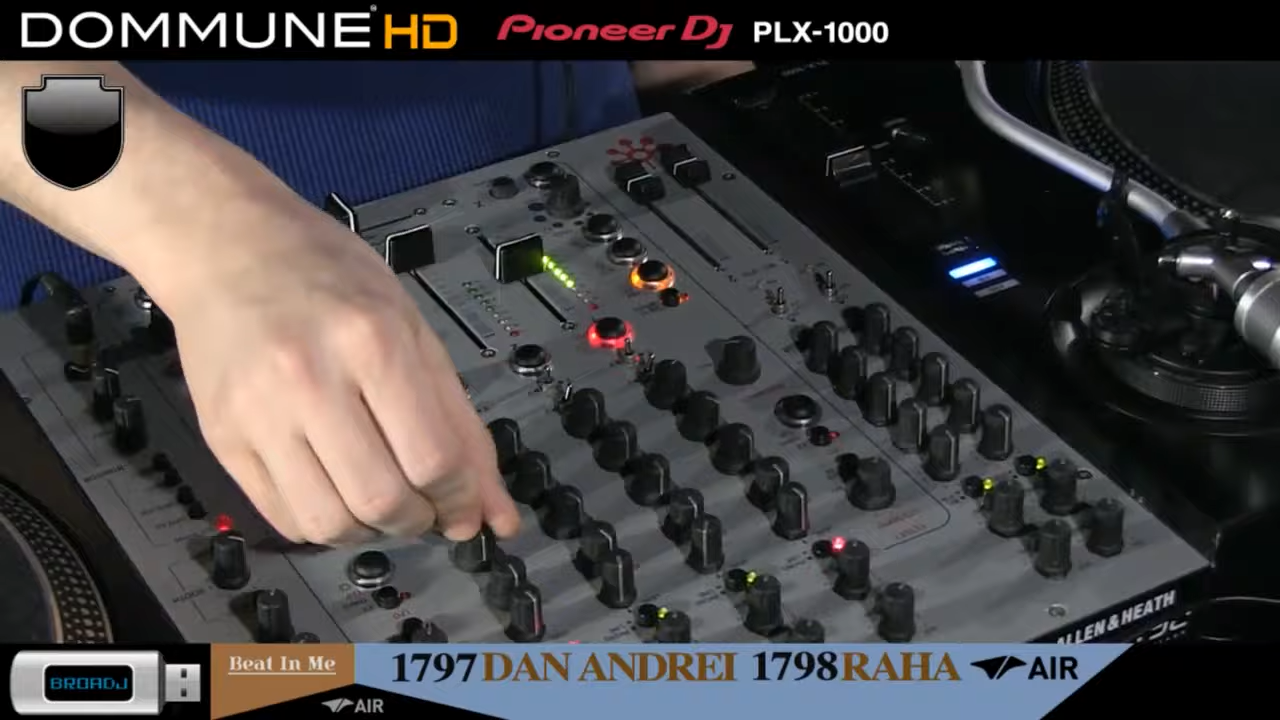 DOMMUNE HD Pioneer Dj PLX-1000
ALLEN&HEATH
BROADJ
Beat In Me
AIR
1797 DAN ANDREI 1798 RAHA AIR